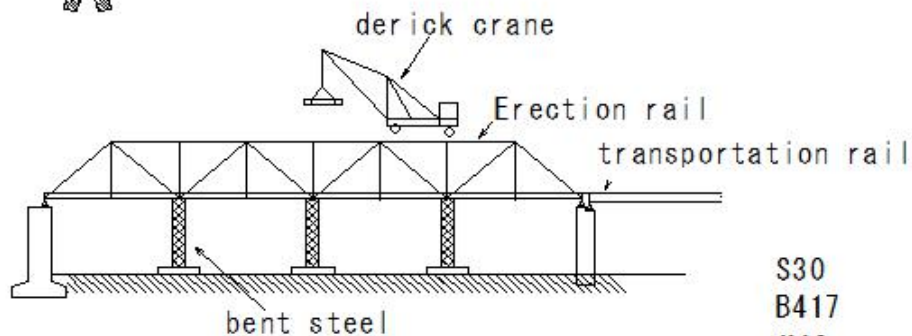 derick crane
Erection rail
transportation rail
S30
B417
bent steel